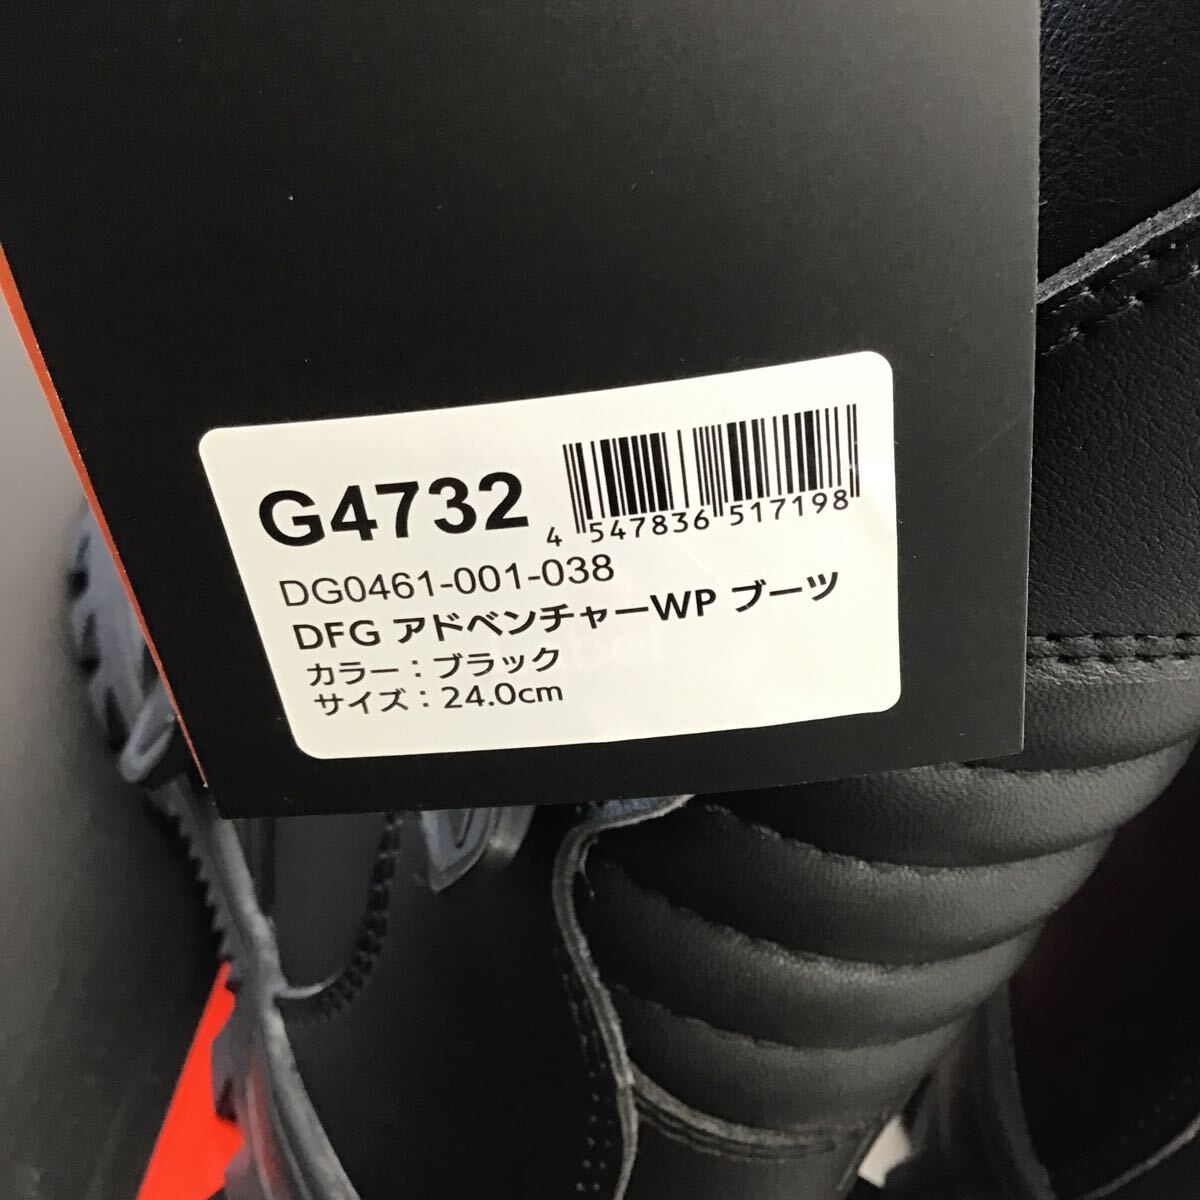 G4732
4 547836 517198
DG0461-001-038
DFG アドベンチャーWP ブーツ
カラー：ブラック
サイズ：24.0cm